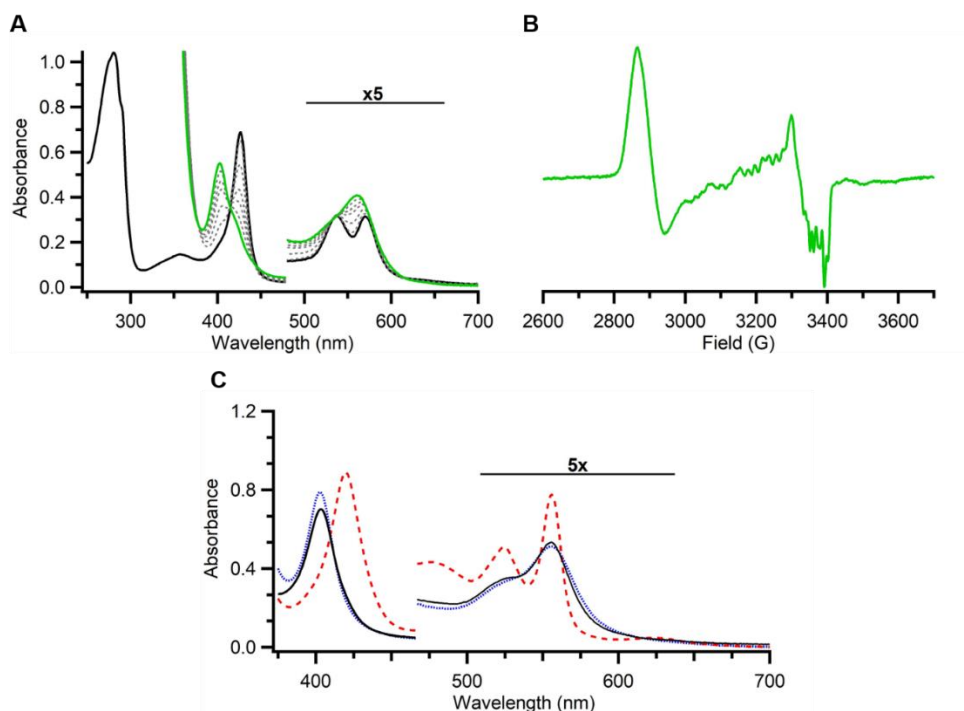 A
B
1.0
0.8
0.6
0.4
0.2
0.0
Absorbance
x5
300 400 500 600 700
Wavelength (nm)
2600 2800 3000 3200 3400 3600
Field (G)
C
1.2
0.8
0.4
0.0
Absorbance
5x
400 500 600 700
Wavelength (nm)